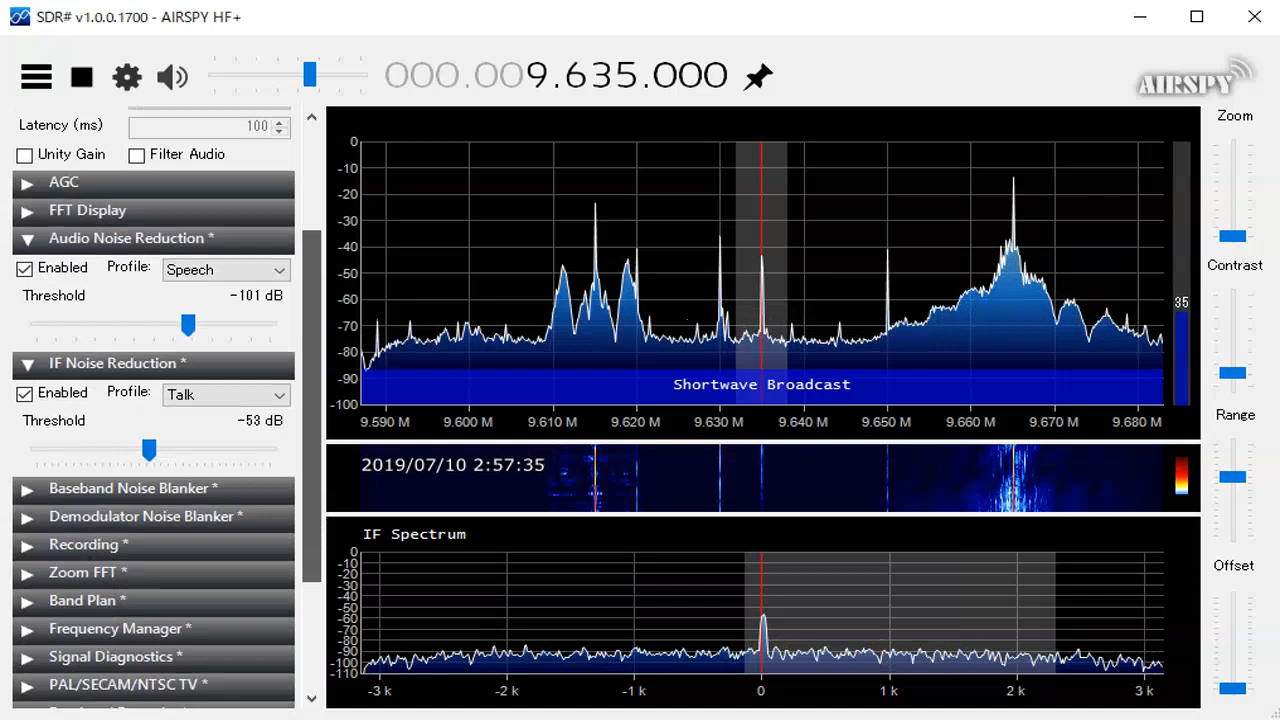 SDR# v1.0.0.1700 - AIRSPY HF+
000.009.635.000
AIRSPY
Latency (ms)
100
Unity Gain
Filter Audio
AGC
FFT Display
Audio Noise Reduction *
Enabled
Profile:
Speech
Threshold
-101 dB
IF Noise Reduction *
Enabled
Profile:
Talk
Threshold
-53 dB
Baseband Noise Blanker *
Demodulator Noise Blanker *
Recording *
Zoom FFT *
Band Plan *
Frequency Manager *
Signal Diagnostics *
PAL/SECAM/NTSC TV *
0
-10
-20
-30
-40
-50
-60
-70
-80
-90
-100
Shortwave Broadcast
9.590 M
9.600 M
9.610 M
9.620 M
9.630 M
9.640 M
9.650 M
9.660 M
9.670 M
9.680 M
35
2019/07/10 2:57:35
IF Spectrum
0
-10
-20
-30
-40
-50
-60
-70
-80
-90
-100
-110
-3 k
-2 k
-1 k
0
1 k
2 k
3 k
Zoom
Contrast
Range
Offset